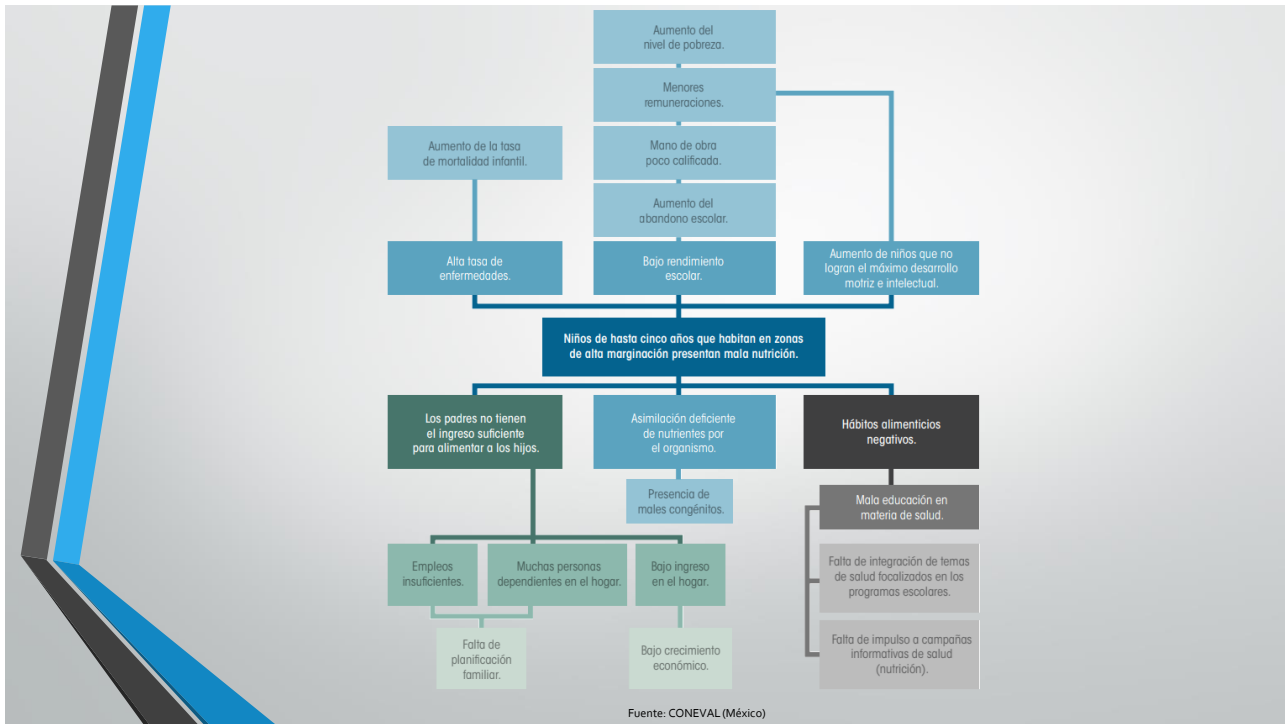 Aumento del
nivel de pobreza.
Menores
remuneraciones.
Aumento de la tasa
de mortalidad infantil.
Mano de obra
poco calificada.
Aumento del
abandono escolar.
Alta tasa de
enfermedades.
Bajo rendimiento
escolar.
Aumento de niños que no
logran el máximo desarrollo
motriz e intelectual.
Niños de hasta cinco años que habitan en zonas
de alta marginación presentan mala nutrición.
Los padres no tienen
el ingreso suficiente
para alimentar a los hijos.
Asimilación deficiente
de nutrientes por
el organismo.
Hábitos alimenticios
negativos.
Presencia de
males congénitos.
Mala educación en
materia de salud.
Empleos
insuficientes.
Muchas personas
dependientes en el hogar.
Bajo ingreso
en el hogar.
Falta de integración de temas
de salud focalizados en los
programas escolares.
Falta de
planificación
familiar.
Bajo crecimiento
económico.
Falta de impulso a campañas
informativas de salud
(nutrición).
Fuente: CONEVAL (México)